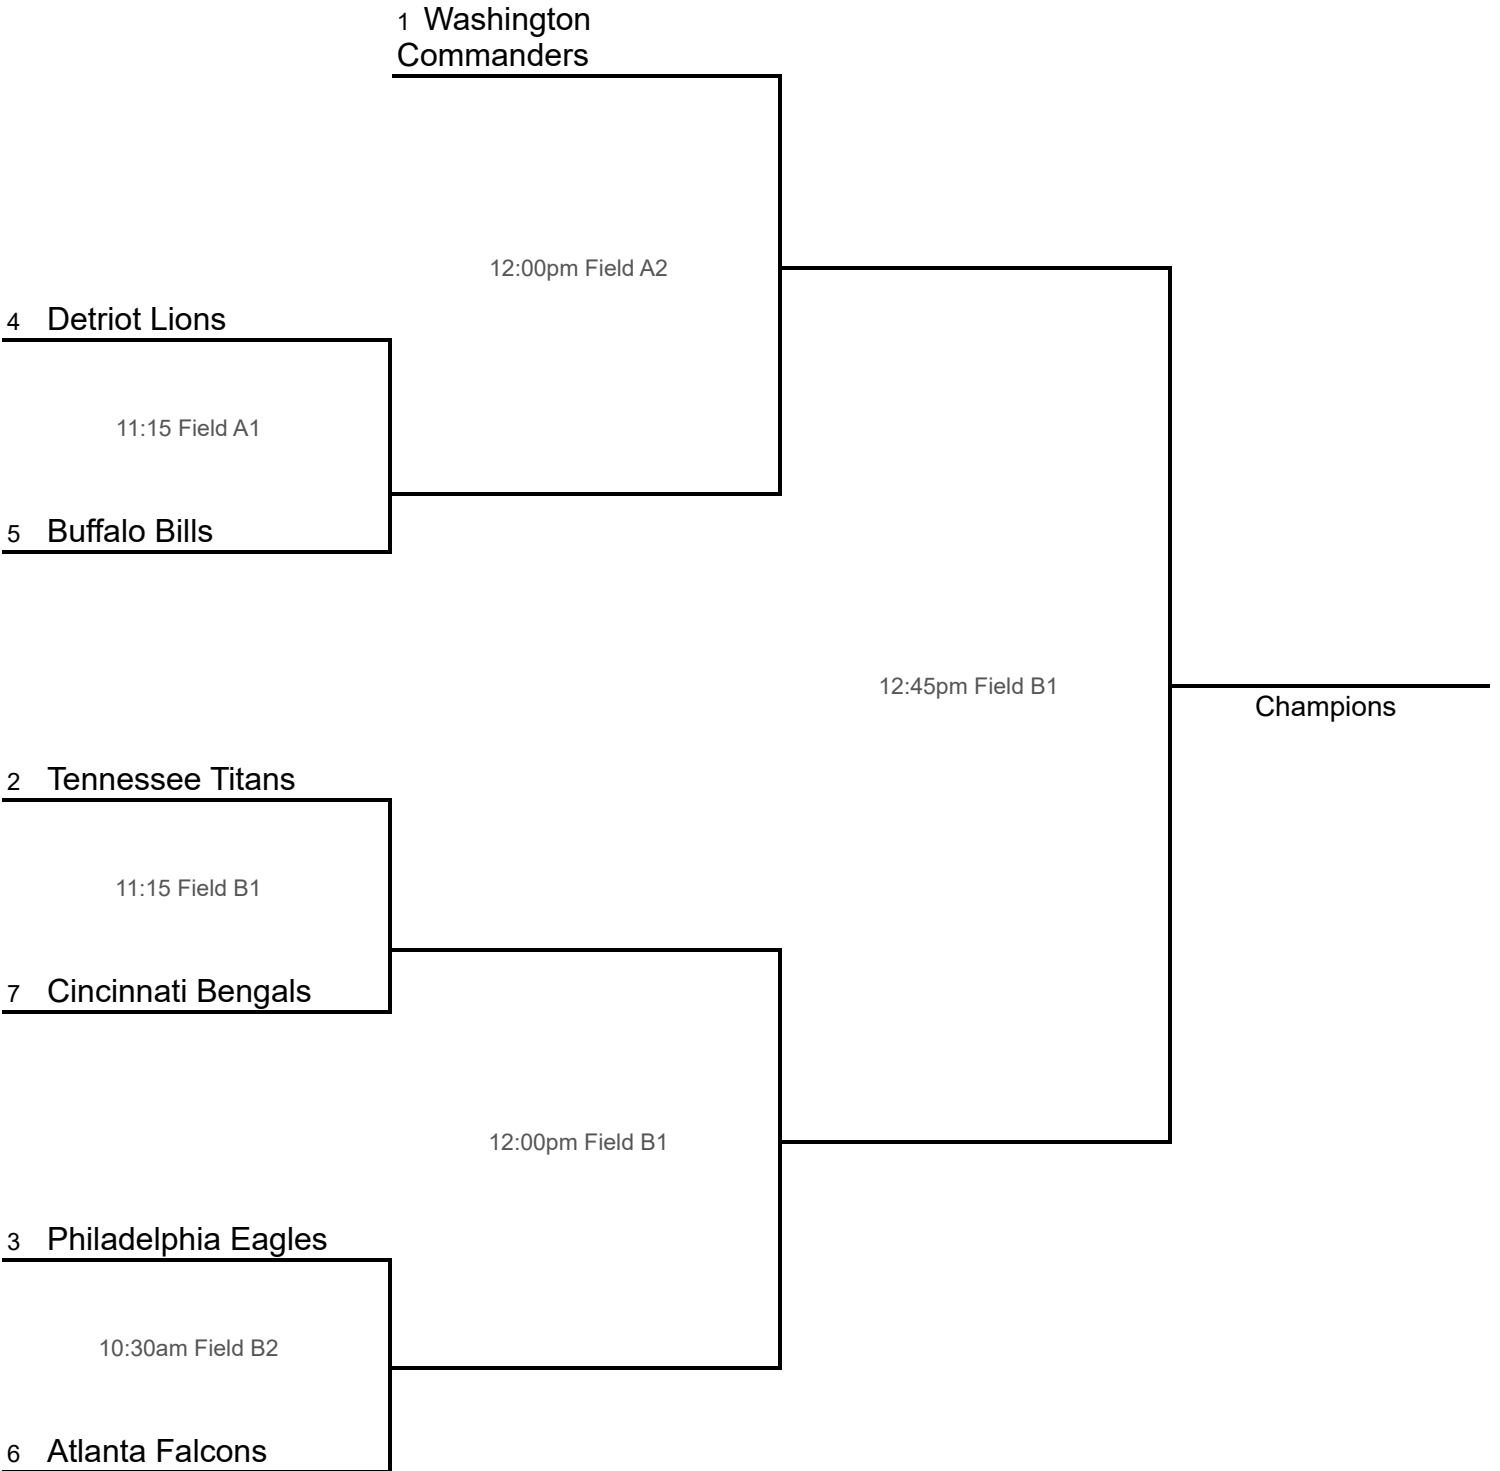 1 Washington
Commanders
12:00pm Field A2
4 Detriot Lions
11:15 Field A1
5 Buffalo Bills
12:45pm Field B1
Champions
2 Tennessee Titans
11:15 Field B1
7 Cincinnati Bengals
12:00pm Field B1
3 Philadelphia Eagles
10:30am Field B2
6 Atlanta Falcons